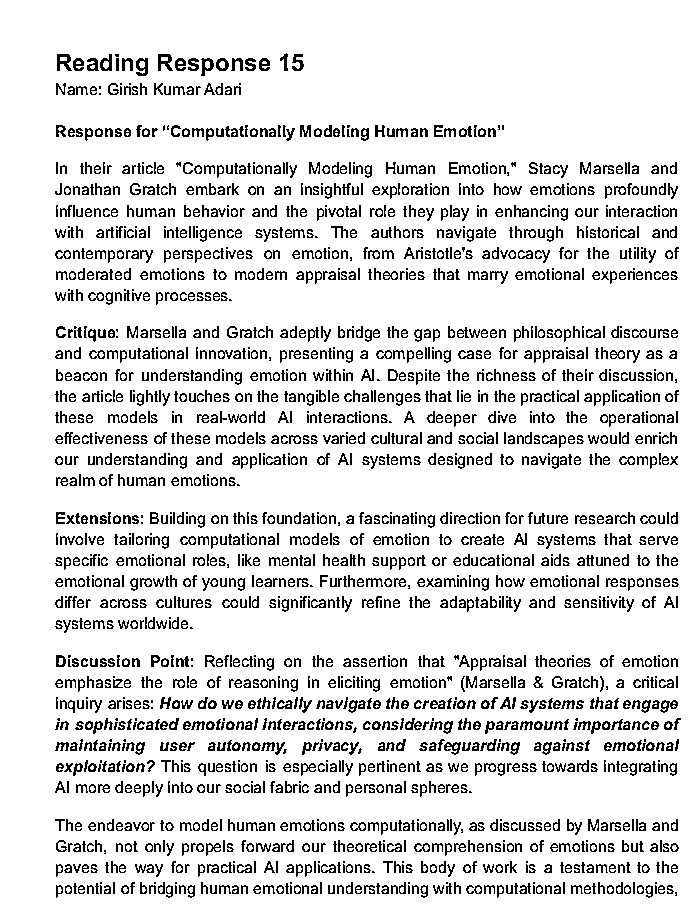 Reading Response 15
Name: Girish Kumar Adari
Response for “Computationally Modeling Human Emotion”
In their article "Computationally Modeling Human Emotion," Stacy Marsella and
Jonathan Gratch embark on an insightful exploration into how emotions profoundly
influence human behavior and the pivotal role they play in enhancing our interaction
with artificial intelligence systems. The authors navigate through historical and
contemporary perspectives on emotion, from Aristotle's advocacy for the utility of
moderated emotions to modern appraisal theories that marry emotional experiences
with cognitive processes.
Critique: Marsella and Gratch adeptly bridge the gap between philosophical discourse
and computational innovation, presenting a compelling case for appraisal theory as a
beacon for understanding emotion within AI. Despite the richness of their discussion,
the article lightly touches on the tangible challenges that lie in the practical application of
these models in real-world AI interactions. A deeper dive into the operational
effectiveness of these models across varied cultural and social landscapes would enrich
our understanding and application of AI systems designed to navigate the complex
realm of human emotions.
Extensions: Building on this foundation, a fascinating direction for future research could
involve tailoring computational models of emotion to create AI systems that serve
specific emotional roles, like mental health support or educational aids attuned to the
emotional growth of young learners. Furthermore, examining how emotional responses
differ across cultures could significantly refine the adaptability and sensitivity of AI
systems worldwide.
Discussion Point: Reflecting on the assertion that "Appraisal theories of emotion
emphasize the role of reasoning in eliciting emotion" (Marsella & Gratch), a critical
inquiry arises: How do we ethically navigate the creation of AI systems that engage
in sophisticated emotional interactions, considering the paramount importance of
maintaining user autonomy, privacy, and safeguarding against emotional
exploitation? This question is especially pertinent as we progress towards integrating
AI more deeply into our social fabric and personal spheres.
The endeavor to model human emotions computationally, as discussed by Marsella and
Gratch, not only propels forward our theoretical comprehension of emotions but also
paves the way for practical AI applications. This body of work is a testament to the
potential of bridging human emotional understanding with computational methodologies,